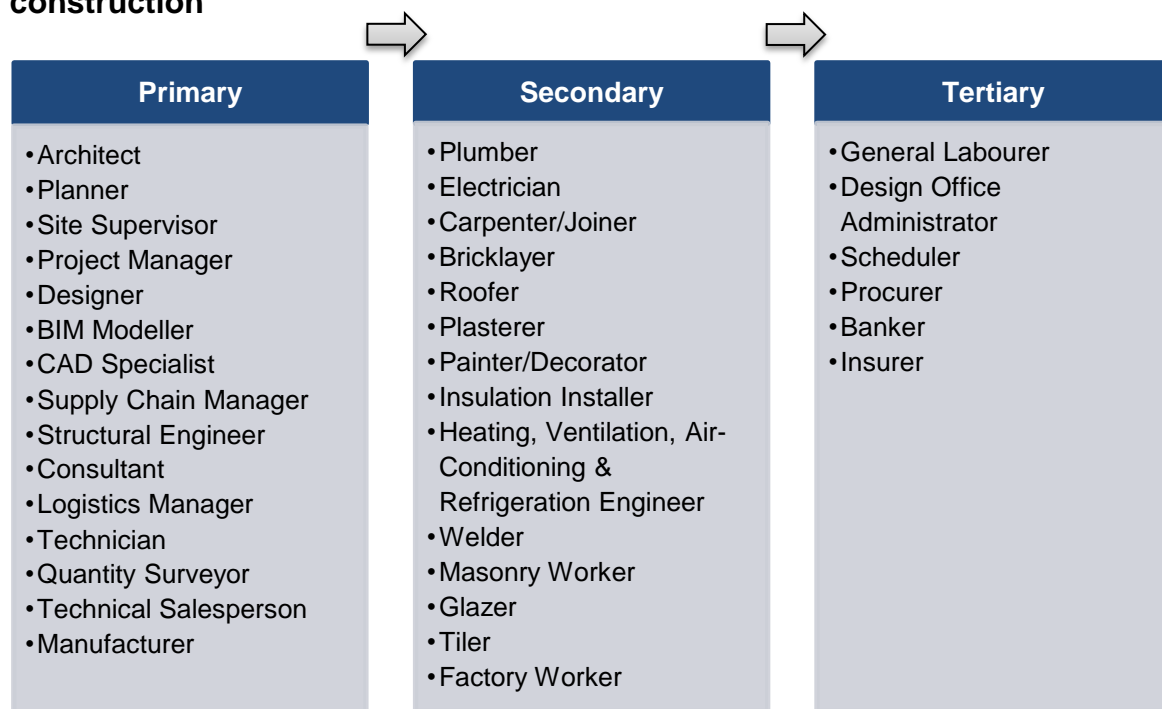 construction
Primary
•Architect
•Planner
•Site Supervisor
•Project Manager
•Designer
•BIM Modeller
•CAD Specialist
•Supply Chain Manager
•Structural Engineer
•Consultant
•Logistics Manager
•Technician
•Quantity Surveyor
•Technical Salesperson
•Manufacturer
Secondary
•Plumber
•Electrician
•Carpenter/Joiner
•Bricklayer
•Roofer
•Plasterer
•Painter/Decorator
•Insulation Installer
•Heating, Ventilation, Air-
Conditioning &
Refrigeration Engineer
•Welder
•Masonry Worker
•Glazer
•Tiler
•Factory Worker
Tertiary
•General Labourer
•Design Office
Administrator
•Scheduler
•Procurer
•Banker
•Insurer